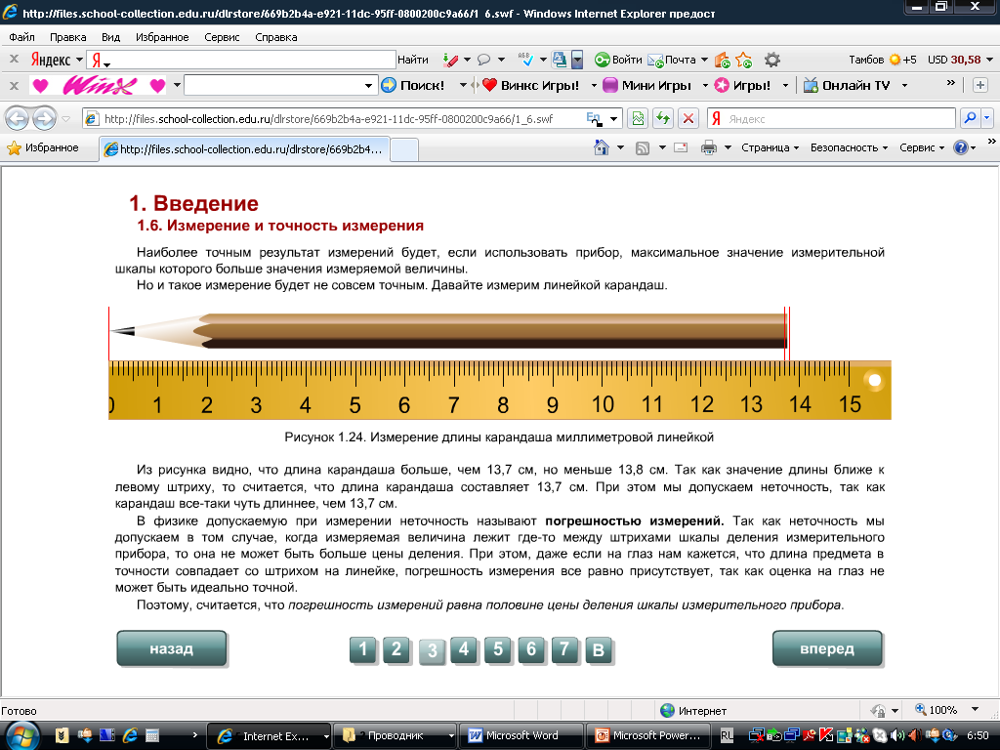 http://files.school-collection.edu.ru/dlrstore/669b2b4a-e921-11dc-95ff-0800200c9a66/1_6.swf - Windows Internet Explorer предост
Файл Правка Вид Избранное Сервис Справка
Яндекс Я Найти Войти Почта Тамбов +5 USD 30,58
Winx Поиск! Винкс Игры! Мини Игры Игры! Онлайн TV »
http://files.school-collection.edu.ru/dlrstore/669b2b4a-e921-11dc-95ff-0800200c9a66/1_6.swf Я Яндекс
Избранное http://files.school-collection.edu.ru/dlrstore/669b2b4... Страница Безопасность Сервис »
1. Введение
1.6. Измерение и точность измерения
Наиболее точным результат измерений будет, если использовать прибор, максимальное значение измерительной
шкалы которого больше значения измеряемой величины.
Но и такое измерение будет не совсем точным. Давайте измерим линейкой карандаш.
0 1 2 3 4 5 6 7 8 9 10 11 12 13 14 15
Рисунок 1.24. Измерение длины карандаша миллиметровой линейкой
Из рисунка видно, что длина карандаша больше, чем 13,7 см, но меньше 13,8 см. Так как значение длины ближе к
левому штриху, то считается, что длина карандаша составляет 13,7 см. При этом мы допускаем неточность, так как
карандаш все-таки чуть длиннее, чем 13,7 см.
В физике допускаемую при измерении неточность называют погрешностью измерений. Так как неточность мы
допускаем в том случае, когда измеряемая величина лежит где-то между штрихами шкалы деления измерительного
прибора, то она не может быть больше цены деления. При этом, даже если на глаз нам кажется, что длина предмета в
точности совпадает со штрихом на линейке, погрешность измерения все равно присутствует, так как оценка на глаз не
может быть идеально точной.
Поэтому, считается, что погрешность измерений равна половине цены деления шкалы измерительного прибора.
назад 1 2 3 4 5 6 7 В вперед
Готово Интернет 100%
Internet Ex... Проводник Microsoft Word Microsoft Power... RL 6:50